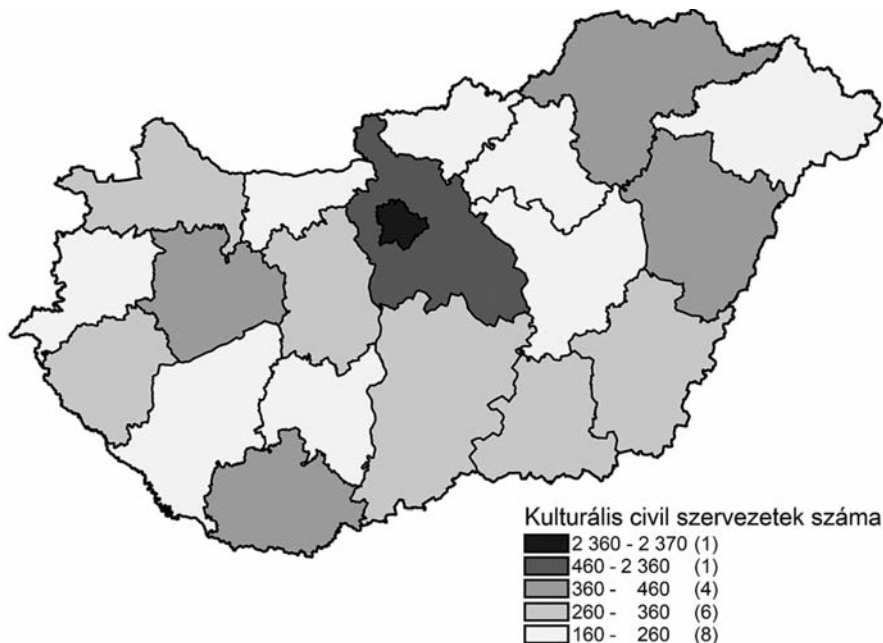 Kulturális civil szervezetek száma
2 360 - 2 370 (1)
460 - 2 360 (1)
360 - 460 (4)
260 - 360 (6)
160 - 260 (8)